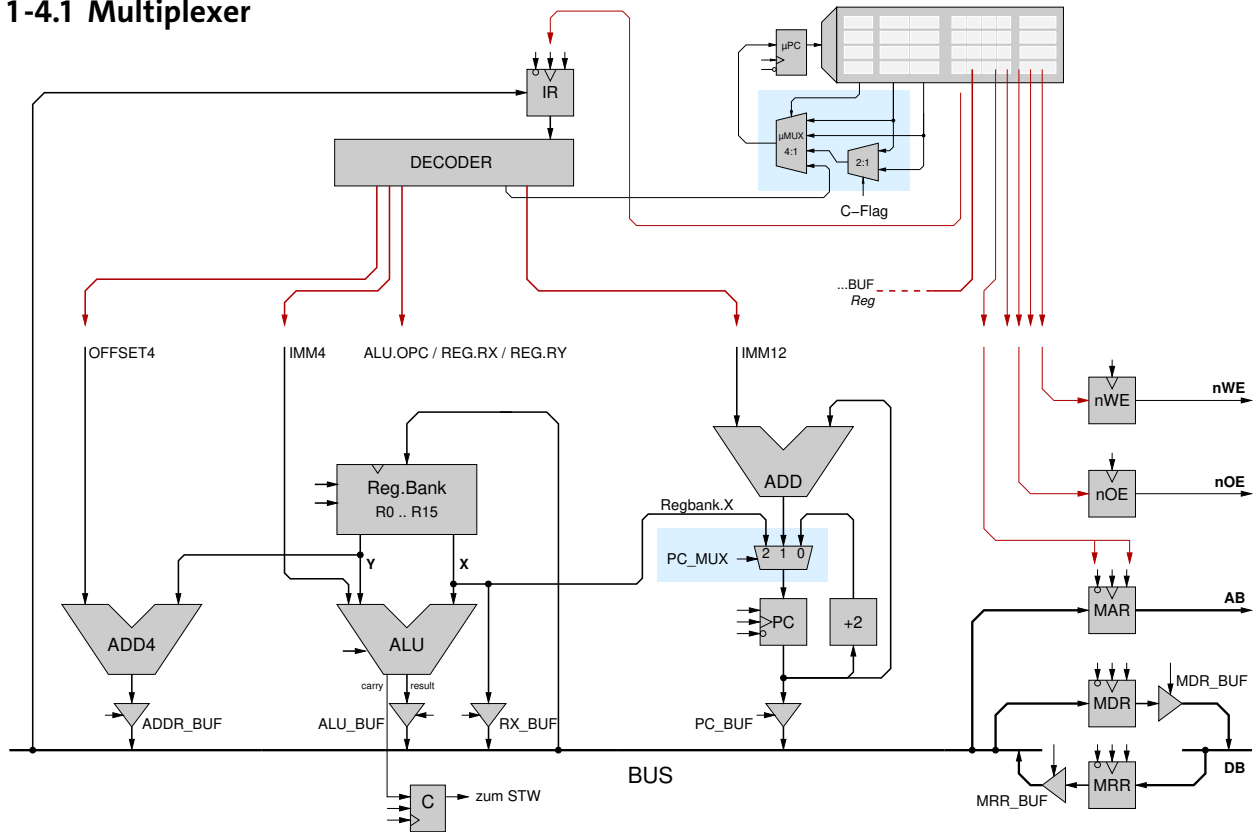 1-4.1 Multiplexer
µPC
IR
µMUX
4:1
2:1
DECODER
C–Flag
...BUF
Reg
OFFSET4
IMM4
ALU.OPC / REG.RX / REG.RY
IMM12
nWE
nWE
Reg.Bank
R0 .. R15
ADD
nOE
nOE
Regbank.X
2 1 0
PC_MUX
Y
X
AB
MAR
PC
+2
ADD4
ALU
carry
result
MDR_BUF
MDR
ADDR_BUF
ALU_BUF
RX_BUF
PC_BUF
BUS
DB
MRR
MRR_BUF
C
zum STW